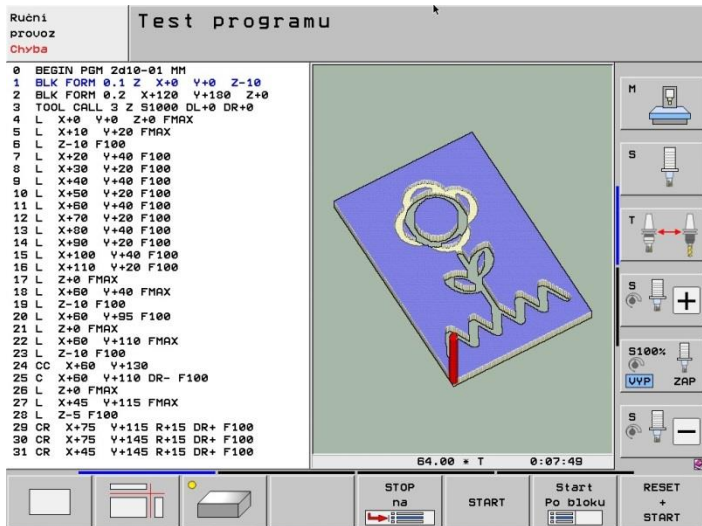 Ruční
provoz
Chyba
Test programu
0 BEGIN PGM 2d10-01 MM
1 BLK FORM 0.1 Z X+0 Y+0 Z-10
2 BLK FORM 0.2 X+120 Y+180 Z+0
3 TOOL CALL 3 Z S1000 DL+0 DR+0
4 L X+0 Y+0 Z+0 FMAX
5 L X+10 Y+20 FMAX
6 L Z-10 F100
7 L X+20 Y+40 F100
8 L X+30 Y+20 F100
9 L X+40 Y+40 F100
10 L X+50 Y+20 F100
11 L X+60 Y+40 F100
12 L X+70 Y+20 F100
13 L X+80 Y+40 F100
14 L X+90 Y+20 F100
15 L X+100 Y+40 F100
16 L X+110 Y+20 F100
17 L Z+0 FMAX
18 L X+60 Y+40 FMAX
19 L Z-10 F100
20 L X+60 Y+95 F100
21 L Z+0 FMAX
22 L X+60 Y+110 FMAX
23 L Z-10 F100
24 CC X+60 Y+130
25 C X+60 Y+110 DR- F100
26 L Z+0 FMAX
27 L X+45 Y+115 FMAX
28 L Z-5 F100
29 CR X+75 Y+115 R+15 DR+ F100
30 CR X+75 Y+145 R+15 DR+ F100
31 CR X+45 Y+145 R+15 DR+ F100
64.00 * T 0:07:49
M
S
T
S
+
S100%
VYP ZAP
S
-
STOP
na
START
Start
Po bloku
RESET
+
START